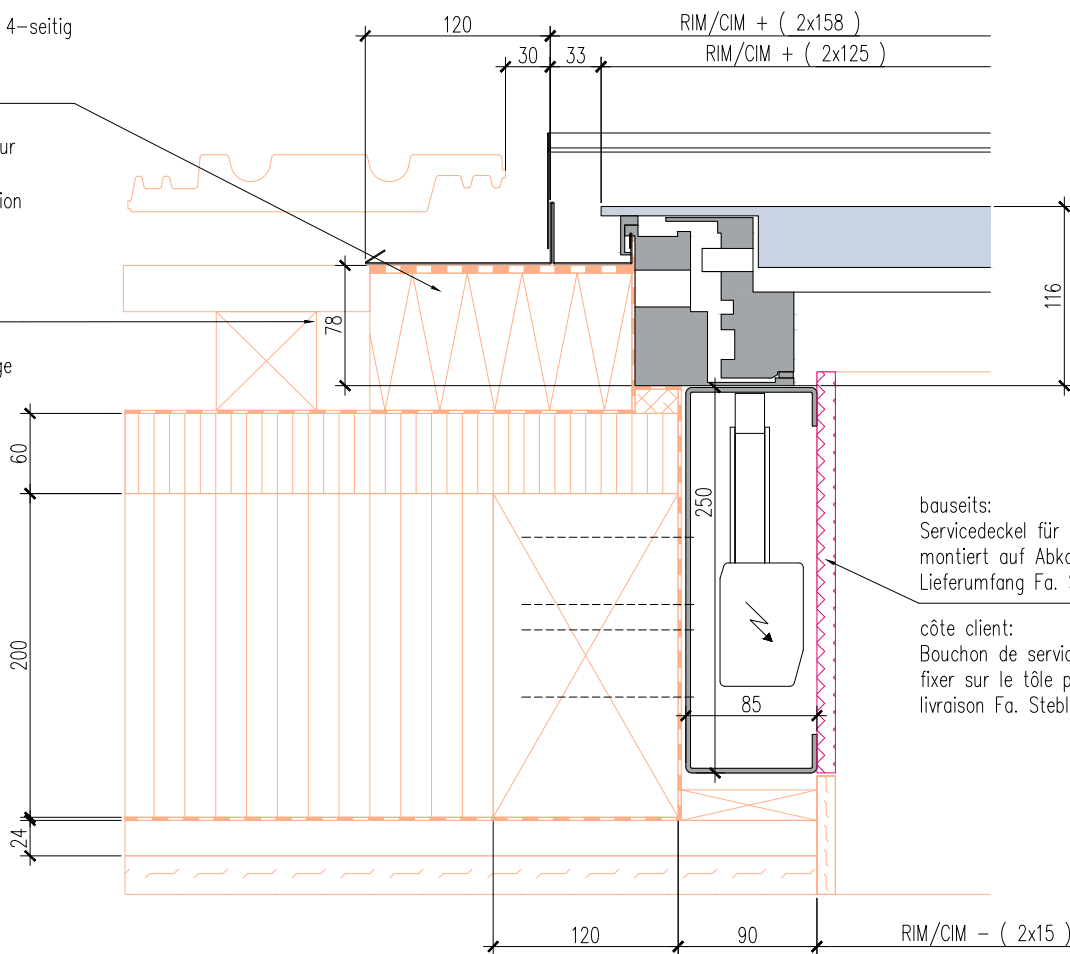 4-seitig
120
RIM/CIM + ( 2x158 )
30
33
RIM/CIM + ( 2x125 )
ur
ion
78
116
ge
60
250
bauseits:
Servicedeckel für
montiert auf Abka
Lieferumfang Fa.
côte client:
Bouchon de servic
fixer sur le tôle p
livraison Fa. Stebl
200
85
24
120
90
RIM/CIM - ( 2x15 )